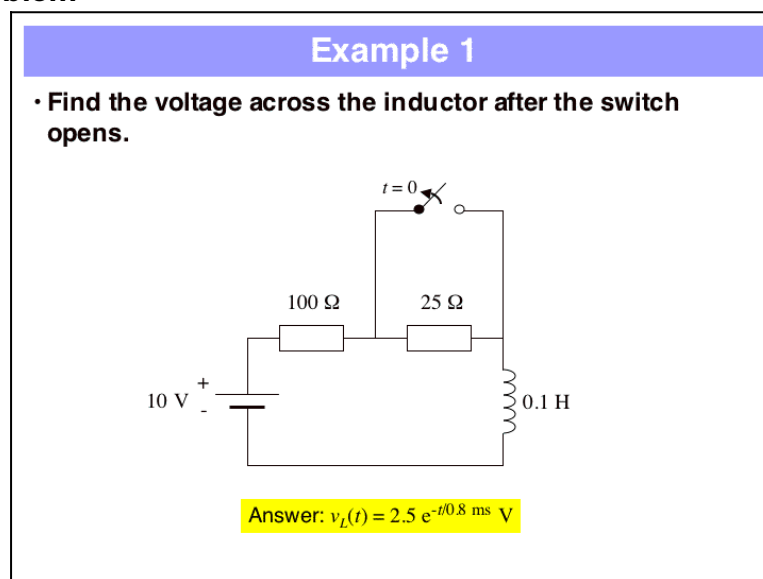 Example 1
• Find the voltage across the inductor after the switch
opens.
t = 0
100 Ω
25 Ω
+
10 V
-
0.1 H
Answer: v_L(t) = 2.5 e^{-t/0.8 ms} V